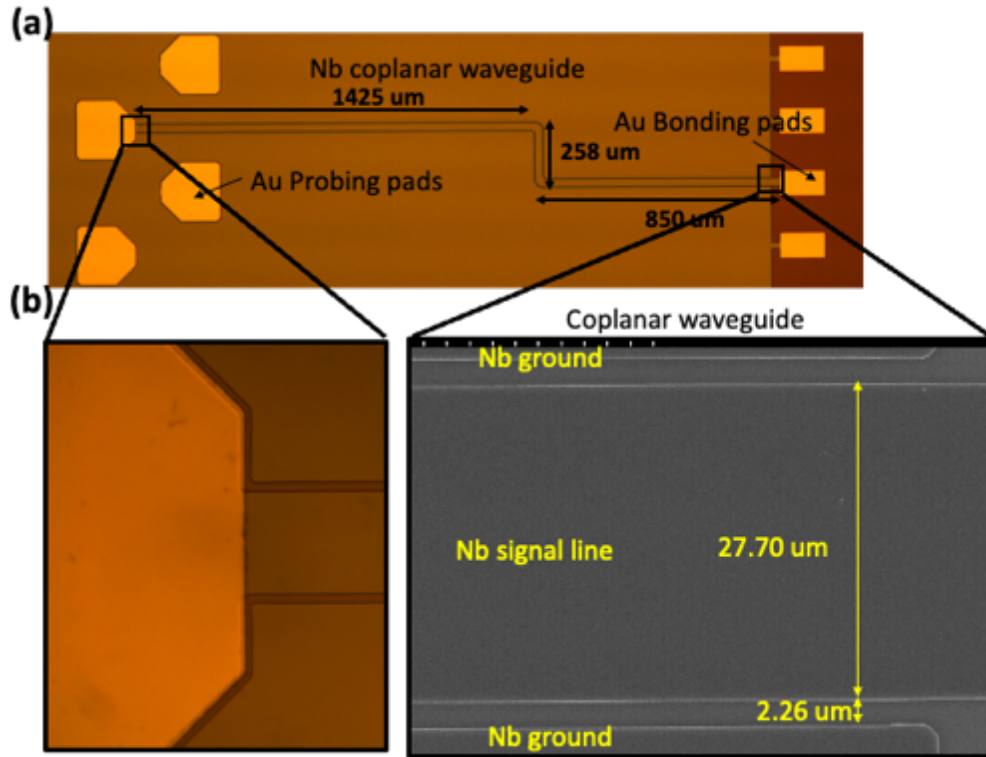 (a)
Nb coplanar waveguide
1425 um
Au Bonding pads
258 um
Au Probing pads
850 um
(b)
Coplanar waveguide
Nb ground
Nb signal line
27.70 um
2.26 um
Nb ground